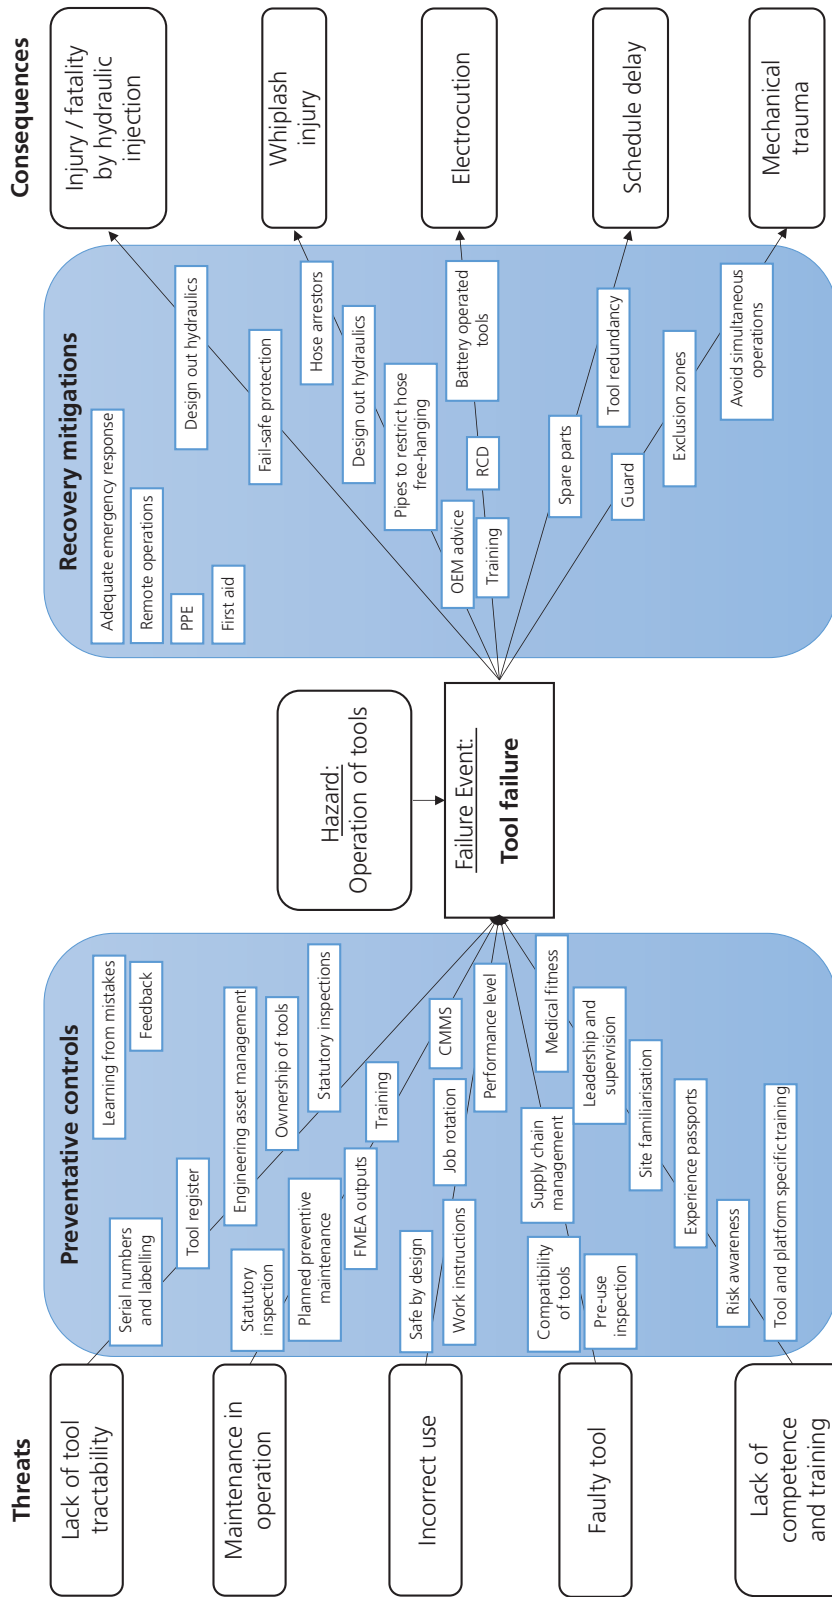 Threats
Preventative controls
Recovery mitigations
Consequences
Lack of tool
tractability
Maintenance in
operation
Incorrect use
Faulty tool
Lack of
competence
and training
Learning from mistakes
Feedback
Serial numbers
and labelling
Tool register
Engineering asset management
Ownership of tools
Statutory inspections
Statutory
inspection
Planned preventive
maintenance
FMEA outputs
Training
CMMS
Safe by design
Work instructions
Job rotation
Performance level
Compatibility
of tools
Pre-use
inspection
Supply chain
management
Medical fitness
Leadership and
supervision
Site familiarisation
Experience passports
Risk awareness
Tool and platform specific training
Hazard:
Operation of tools
Failure Event:
Tool failure
Adequate emergency response
Remote operations
PPE
First aid
Design out hydraulics
Fail-safe protection
Hose arrestors
Design out hydraulics
Pipes to restrict hose
free-hanging
OEM advice
Battery operated
tools
RCD
Training
Spare parts
Tool redundancy
Guard
Exclusion zones
Avoid simultaneous
operations
Injury / fatality
by hydraulic
injection
Whiplash
injury
Electrocution
Schedule delay
Mechanical
trauma